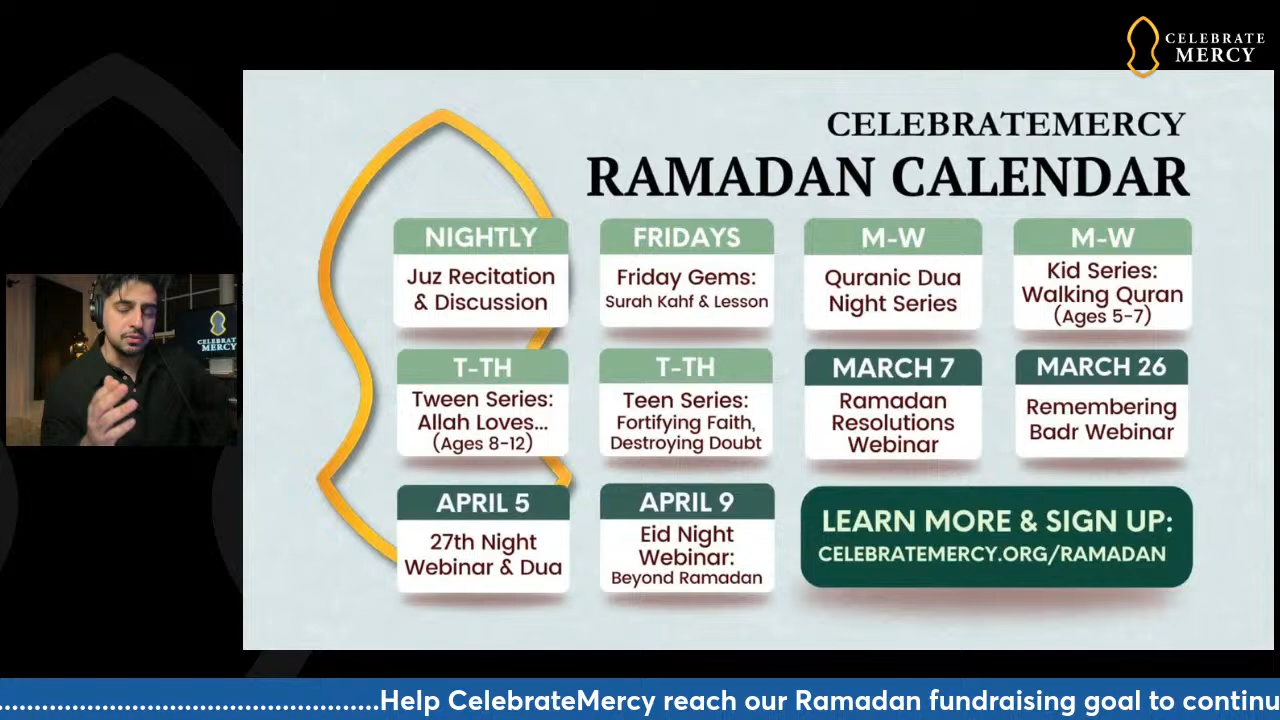 CELEBRATE
MERCY
CELEBRATEMERCY
RAMADAN CALENDAR
NIGHTLY
Juz Recitation
& Discussion
FRIDAYS
Friday Gems:
Surah Kahf & Lesson
M-W
Quranic Dua
Night Series
M-W
Kid Series:
Walking Quran
(Ages 5-7)
T-TH
Tween Series:
Allah Loves...
(Ages 8-12)
T-TH
Teen Series:
Fortifying Faith,
Destroying Doubt
MARCH 7
Ramadan
Resolutions
Webinar
MARCH 26
Remembering
Badr Webinar
APRIL 5
27th Night
Webinar & Dua
APRIL 9
Eid Night
Webinar:
Beyond Ramadan
LEARN MORE & SIGN UP:
CELEBRATEMERCY.ORG/RAMADAN
CELEBRAT
MERCY
......................................................Help CelebrateMercy reach our Ramadan fundraising goal to continu